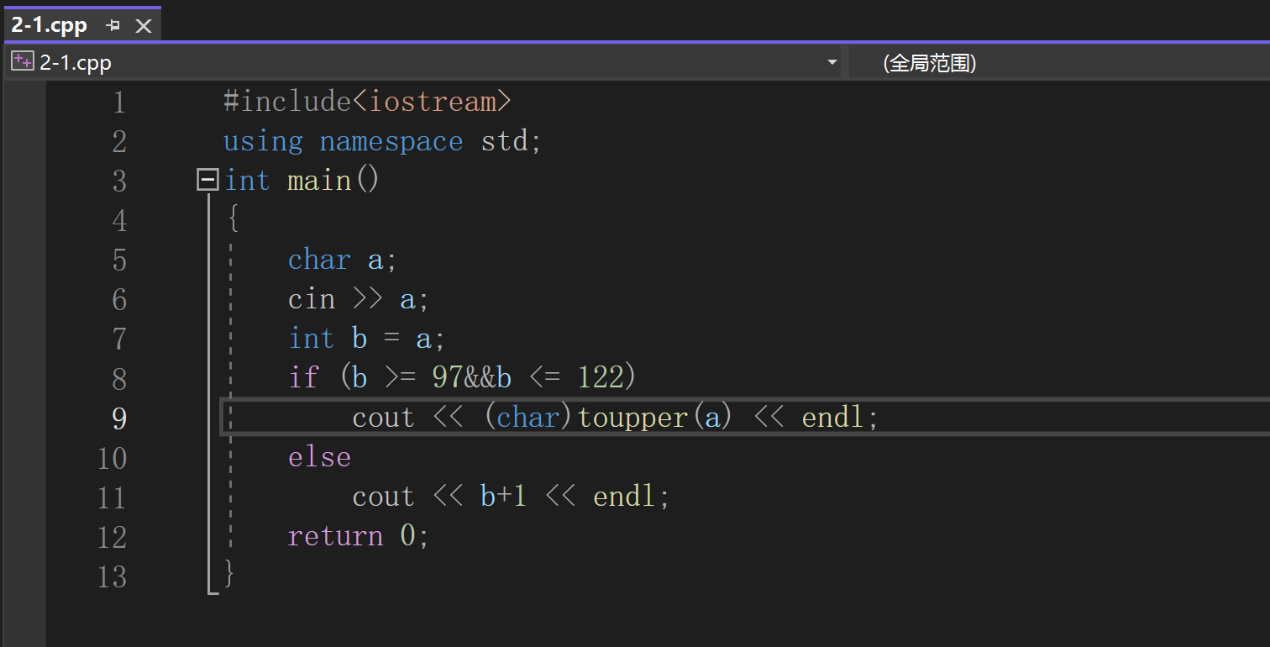 2-1.cpp
2-1.cpp (全局范围)
1 #include<iostream>
2 using namespace std;
3 int main()
4 {
5 char a;
6 cin >> a;
7 int b = a;
8 if (b >= 97&&b <= 122)
9 cout << (char)toupper(a) << endl;
10 else
11 cout << b+1 << endl;
12 return 0;
13 }